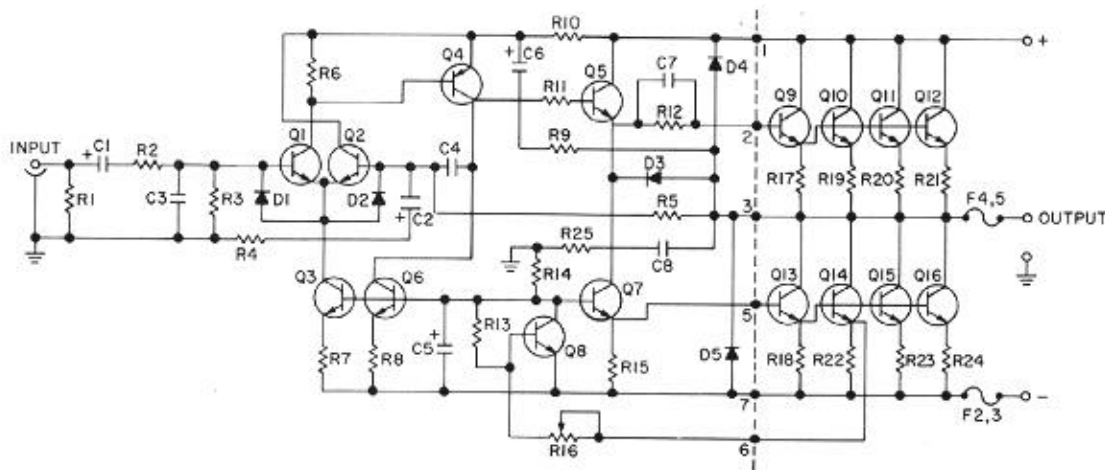 R10
1
+
Q4
C6
+
C7
D4
R6
Q5
Q9
Q10
Q11
Q12
R11
R12
INPUT
C1
+
R2
Q1
Q2
C4
R9
2
D3
R17
R19
R20
R21
R1
C3
R3
D1
D2
C2
+
R5
3
F4,5
OUTPUT
R4
R25
C8
Q3
Q6
R14
Q7
Q13
Q14
Q15
Q16
5
R13
Q8
+
C5
R7
R8
R15
D5
R18
R22
R23
R24
7
F2,3
-
R16
6